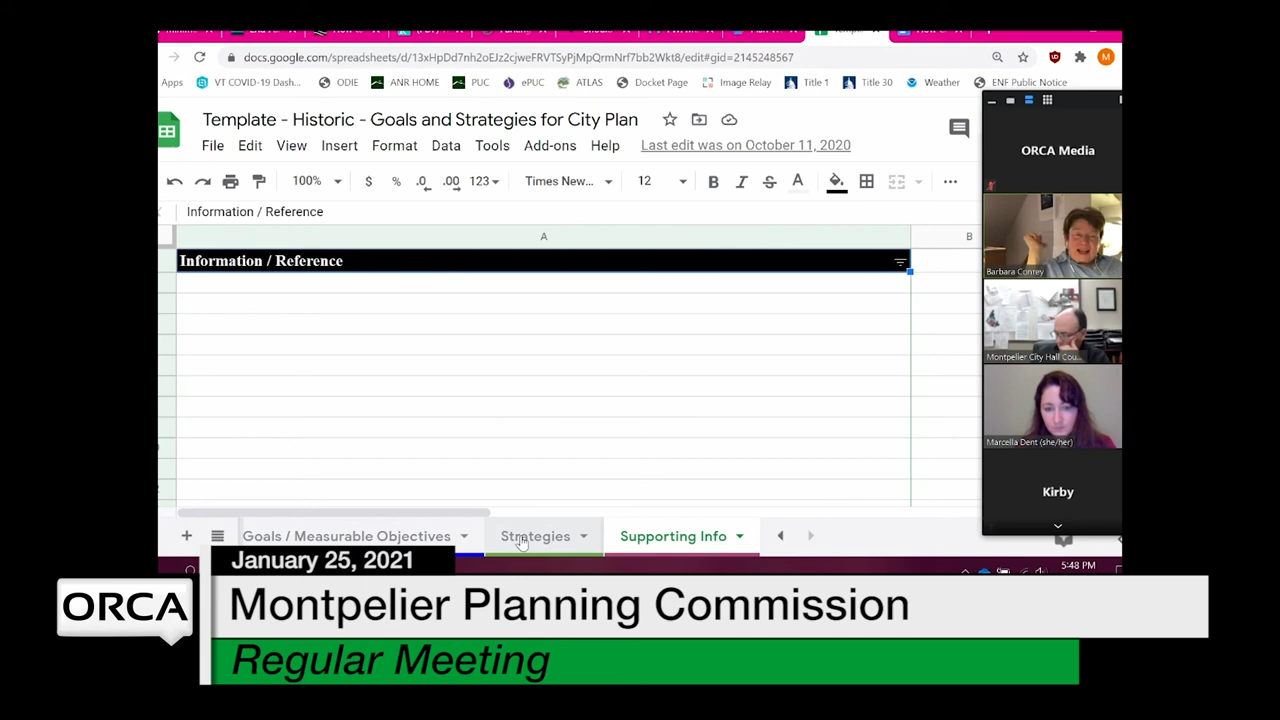 docs.google.com/spreadsheets/d/13xHpDd7nh2oEJz2cjweFRVTSyPjMpQrmNrf7bb2Wkt8/edit#gid=2145248567
Apps VT COVID-19 Dash... ODIE ANR HOME PUC ePUC ATLAS Docket Page Image Relay Title 1 Title 30 Weather ENF Public Notice
Template - Historic - Goals and Strategies for City Plan
File Edit View Insert Format Data Tools Add-ons Help Last edit was on October 11, 2020
100% $ % .0 .00 123 Times New... 12 B I S A
Information / Reference
A B
Information / Reference
ORCA Media
Barbara Conrey
Montpelier City Hall Cou...
Marcella Dent (she/her)
Kirby
Goals / Measurable Objectives Strategies Supporting Info
5:48 PM
January 25, 2021
ORCA
Montpelier Planning Commission
Regular Meeting